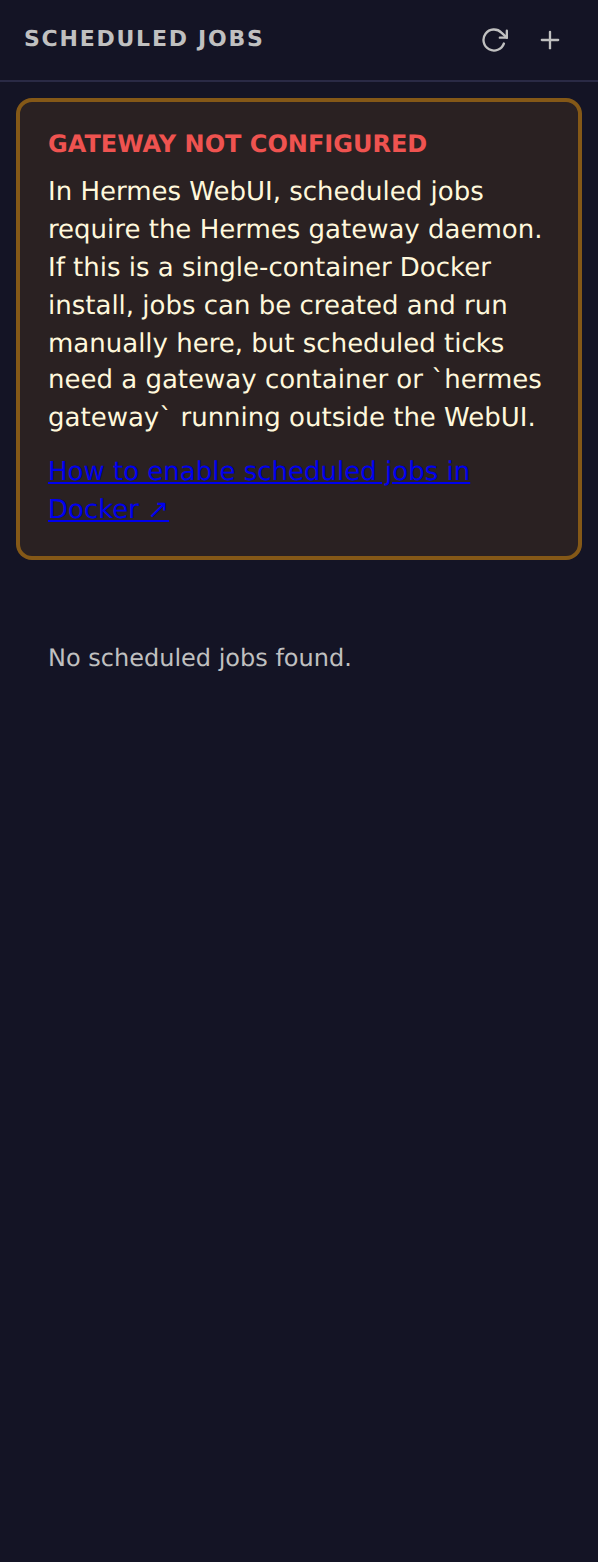 SCHEDULED JOBS
GATEWAY NOT CONFIGURED
In Hermes WebUI, scheduled jobs
require the Hermes gateway daemon.
If this is a single-container Docker
install, jobs can be created and run
manually here, but scheduled ticks
need a gateway container or `hermes
gateway` running outside the WebUI.
How to enable scheduled jobs in
Docker ↗
No scheduled jobs found.